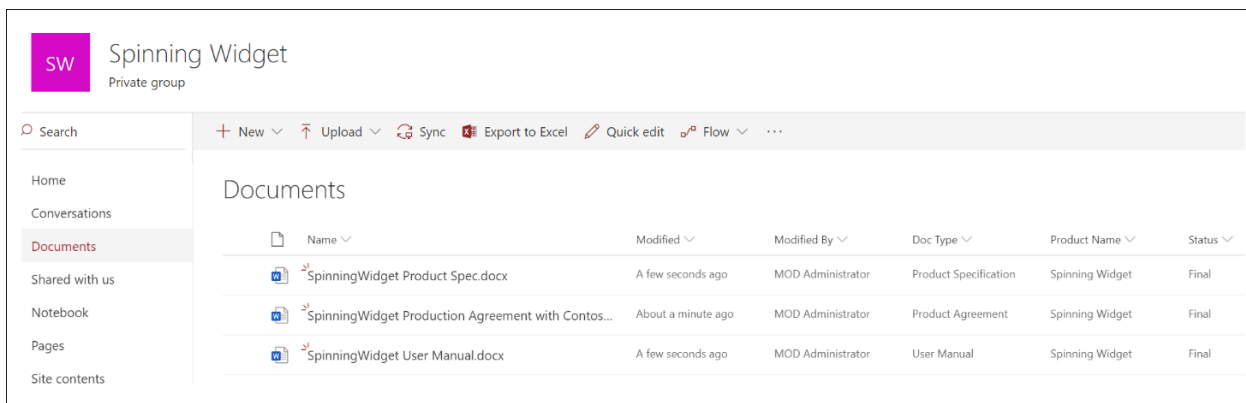 SW
Spinning Widget
Private group
Search
New Upload Sync Export to Excel Quick edit Flow ...
Home
Conversations
Documents
Shared with us
Notebook
Pages
Site contents
Documents
Name Modified Modified By Doc Type Product Name Status
SpinningWidget Product Spec.docx A few seconds ago MOD Administrator Product Specification Spinning Widget Final
SpinningWidget Production Agreement with Contos... About a minute ago MOD Administrator Product Agreement Spinning Widget Final
SpinningWidget User Manual.docx A few seconds ago MOD Administrator User Manual Spinning Widget Final